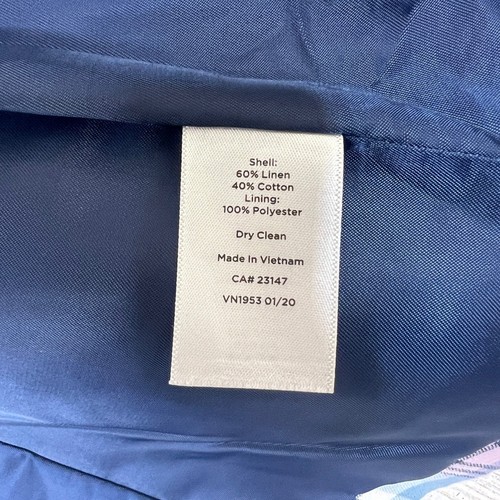 Shell:
60% Linen
40% Cotton
Lining:
100% Polyester
Dry Clean
Made In Vietnam
CA# 23147
VN1953 01/20